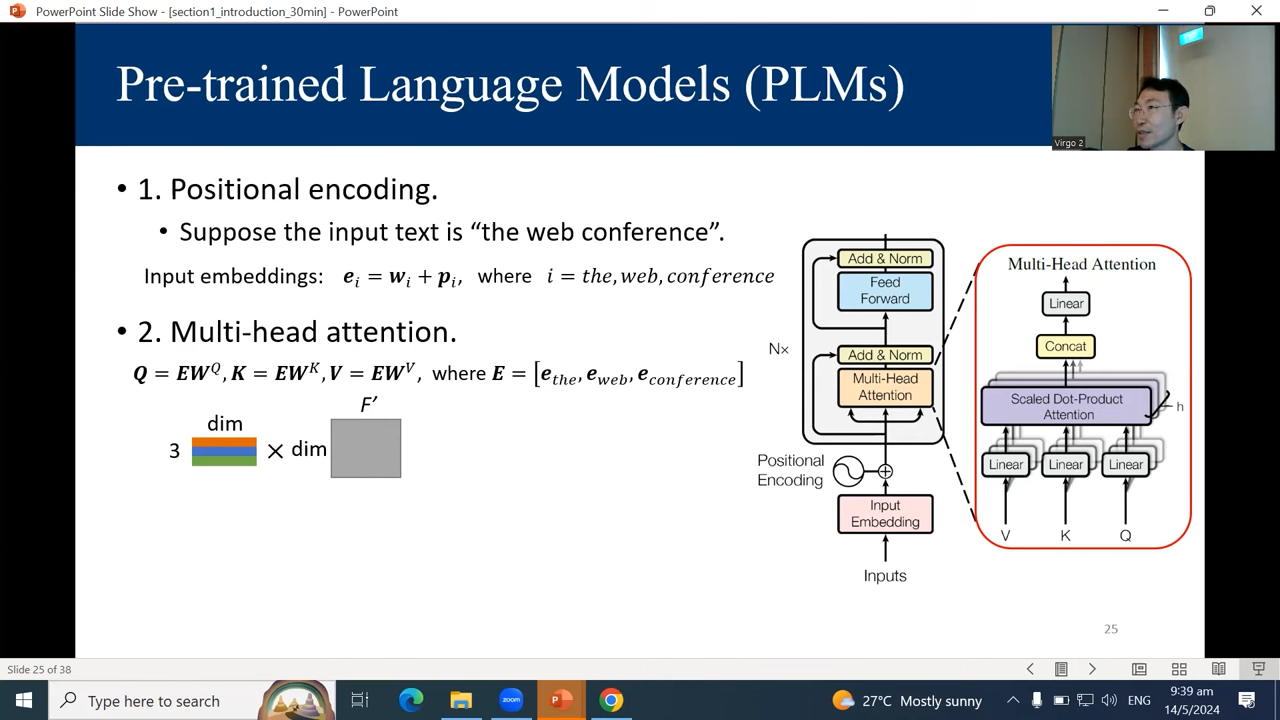 PowerPoint Slide Show - [section1_introduction_30min] - PowerPoint
Pre-trained Language Models (PLMs)
Virgo 2
• 1. Positional encoding.
• Suppose the input text is “the web conference”.
Input embeddings: e_i = w_i + p_i, where i = the, web, conference
• 2. Multi-head attention.
Q = EW^Q, K = EW^K, V = EW^V, where E = [e_the, e_web, e_conference]
F′
dim
3
× dim
Add & Norm
Feed
Forward
N×
Add & Norm
Multi-Head
Attention
Positional
Encoding
Input
Embedding
Inputs
Multi-Head Attention
Linear
Concat
Scaled Dot-Product
Attention
h
Linear Linear Linear
V K Q
25
Slide 25 of 38
Type here to search
27°C Mostly sunny
ENG
9:39 am
14/5/2024